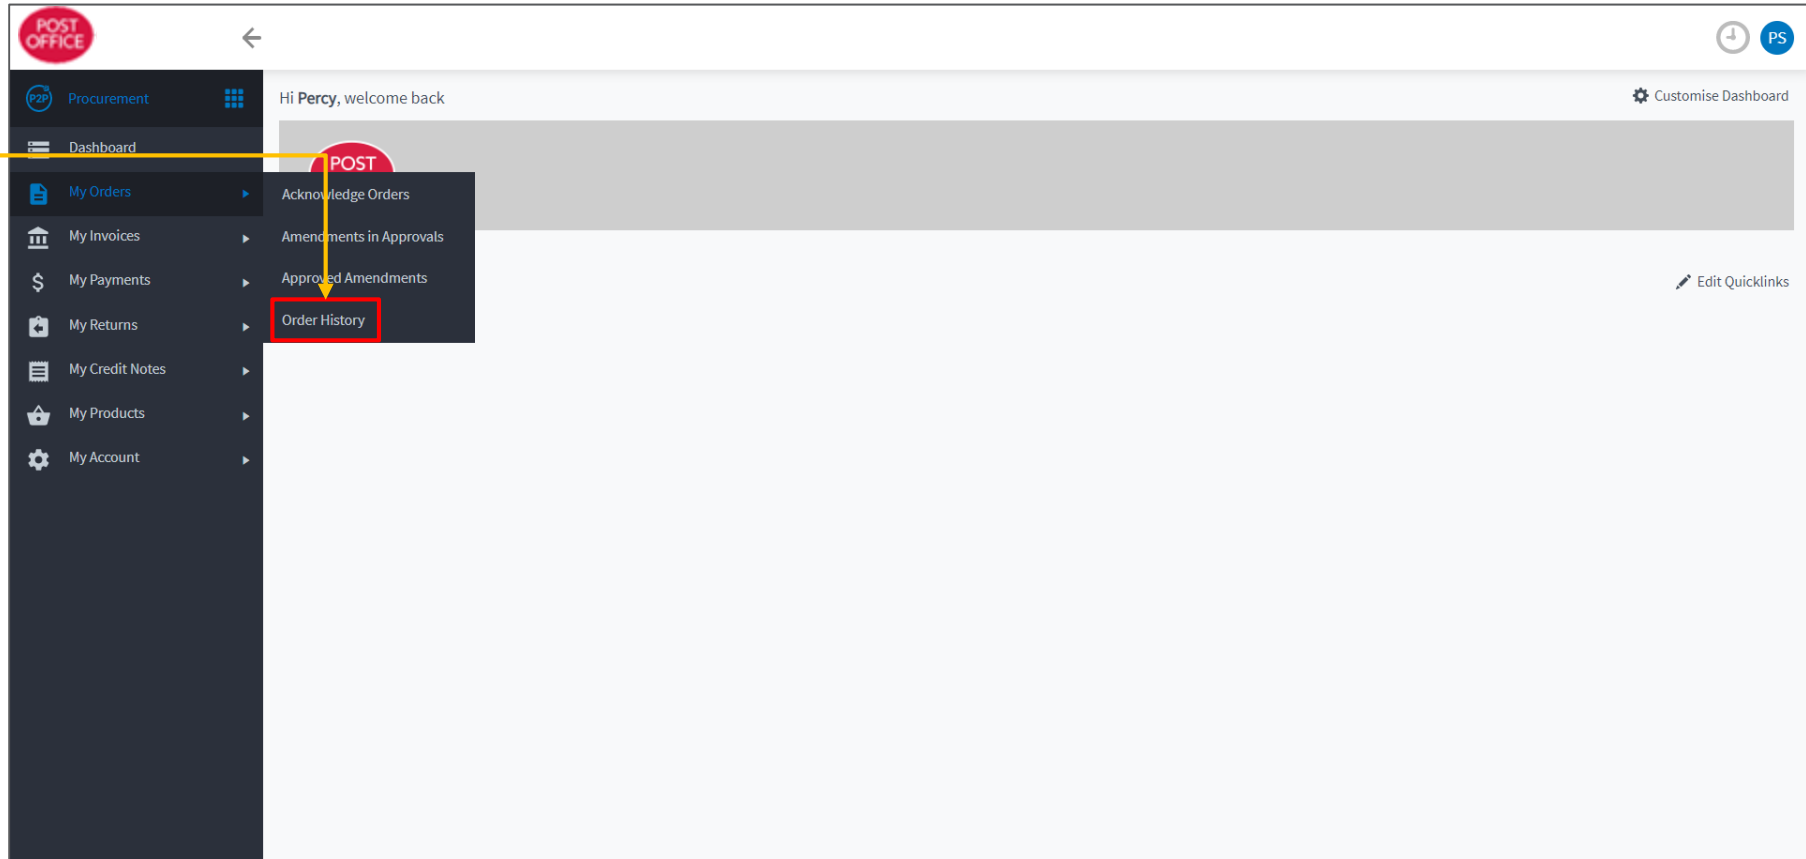 POST
OFFICE
PS
P2P
Procurement
Hi Percy, welcome back
Customise Dashboard
Dashboard
POST
My Orders
Acknowledge Orders
My Invoices
Amendments in Approvals
My Payments
Approved Amendments
Edit Quicklinks
My Returns
Order History
My Credit Notes
My Products
My Account